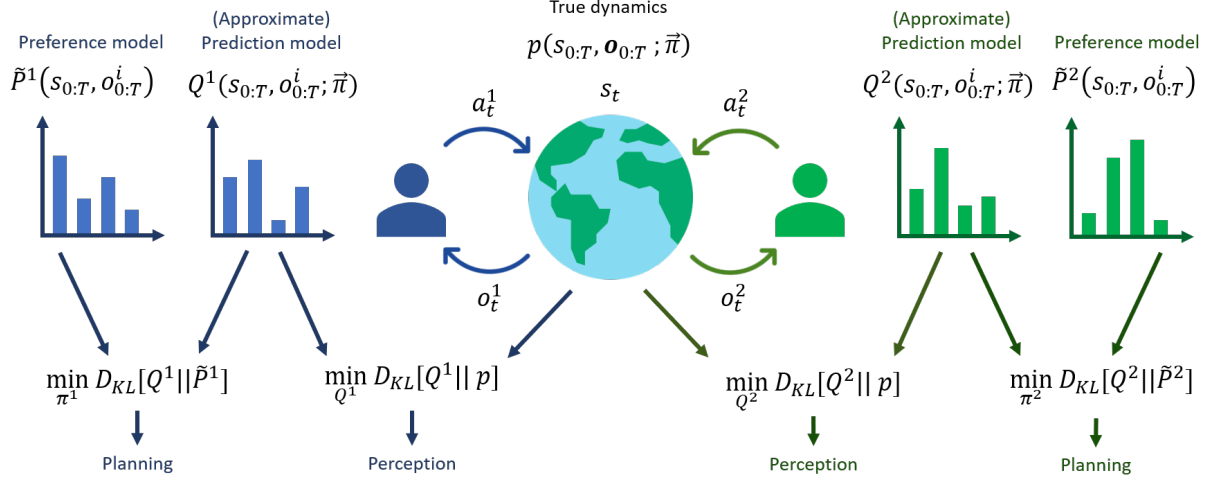 True dynamics
(Approximate)
(Approximate)
Preference model
Prediction model
Prediction model
Preference model
p(s_{0:T}, o_{0:T} ; \vec{π})
P̃^1(s_{0:T}, o^i_{0:T})
Q^1(s_{0:T}, o^i_{0:T}; \vec{π})
s_t
Q^2(s_{0:T}, o^i_{0:T}; \vec{π})
P̃^2(s_{0:T}, o^i_{0:T})
a^1_t
a^2_t
o^1_t
o^2_t
min_{π^1} D_{KL}[Q^1||P̃^1]
min_{Q^1} D_{KL}[Q^1|| p]
min_{Q^2} D_{KL}[Q^2|| p]
min_{π^2} D_{KL}[Q^2||P̃^2]
Planning
Perception
Perception
Planning